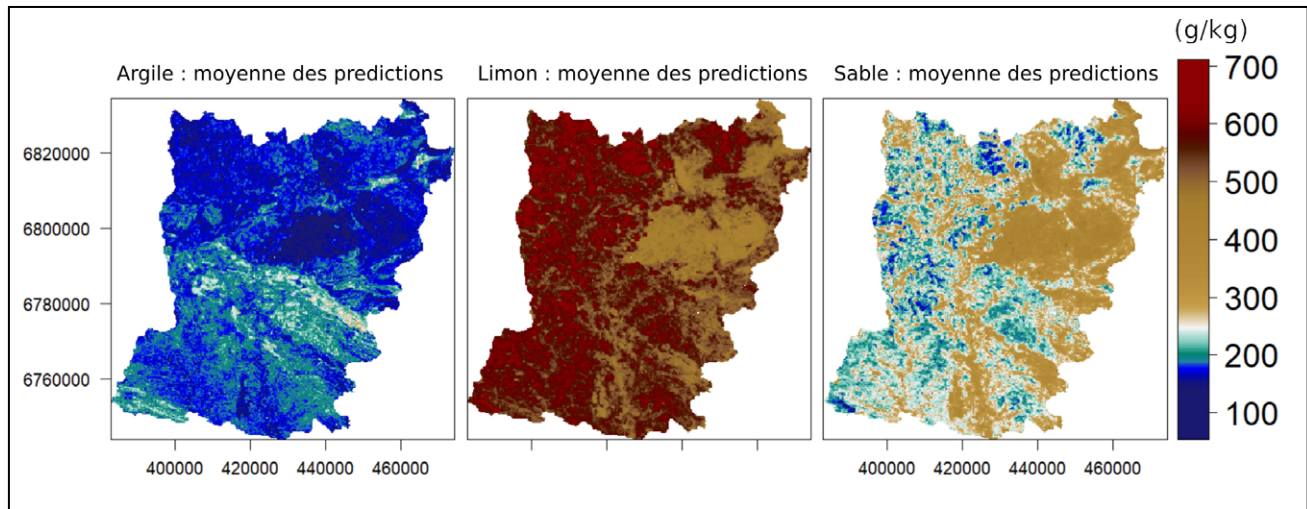 (g/kg)
Argile : moyenne des predictions
Limon : moyenne des predictions
Sable : moyenne des predictions
700
600
500
400
300
200
100
6820000
6800000
6780000
6760000
400000 420000 440000 460000
400000 420000 440000 460000